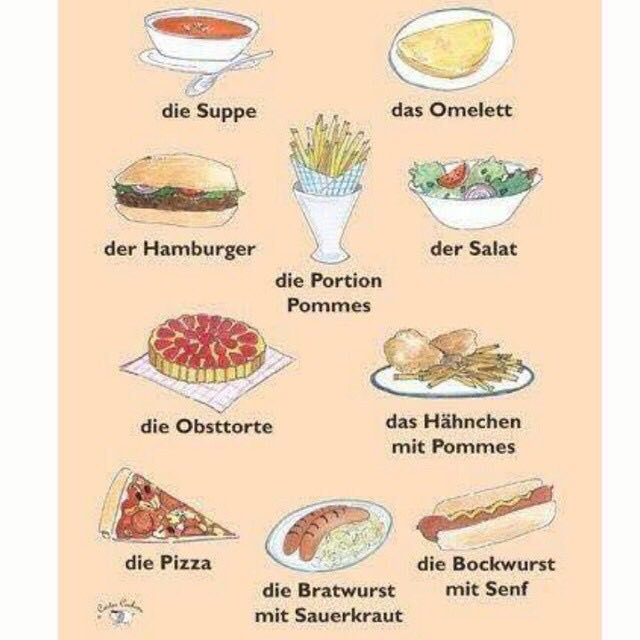 die Suppe
das Omelett
der Hamburger
die Portion
Pommes
der Salat
die Obsttorte
das Hähnchen
mit Pommes
die Pizza
die Bratwurst
mit Sauerkraut
die Bockwurst
mit Senf